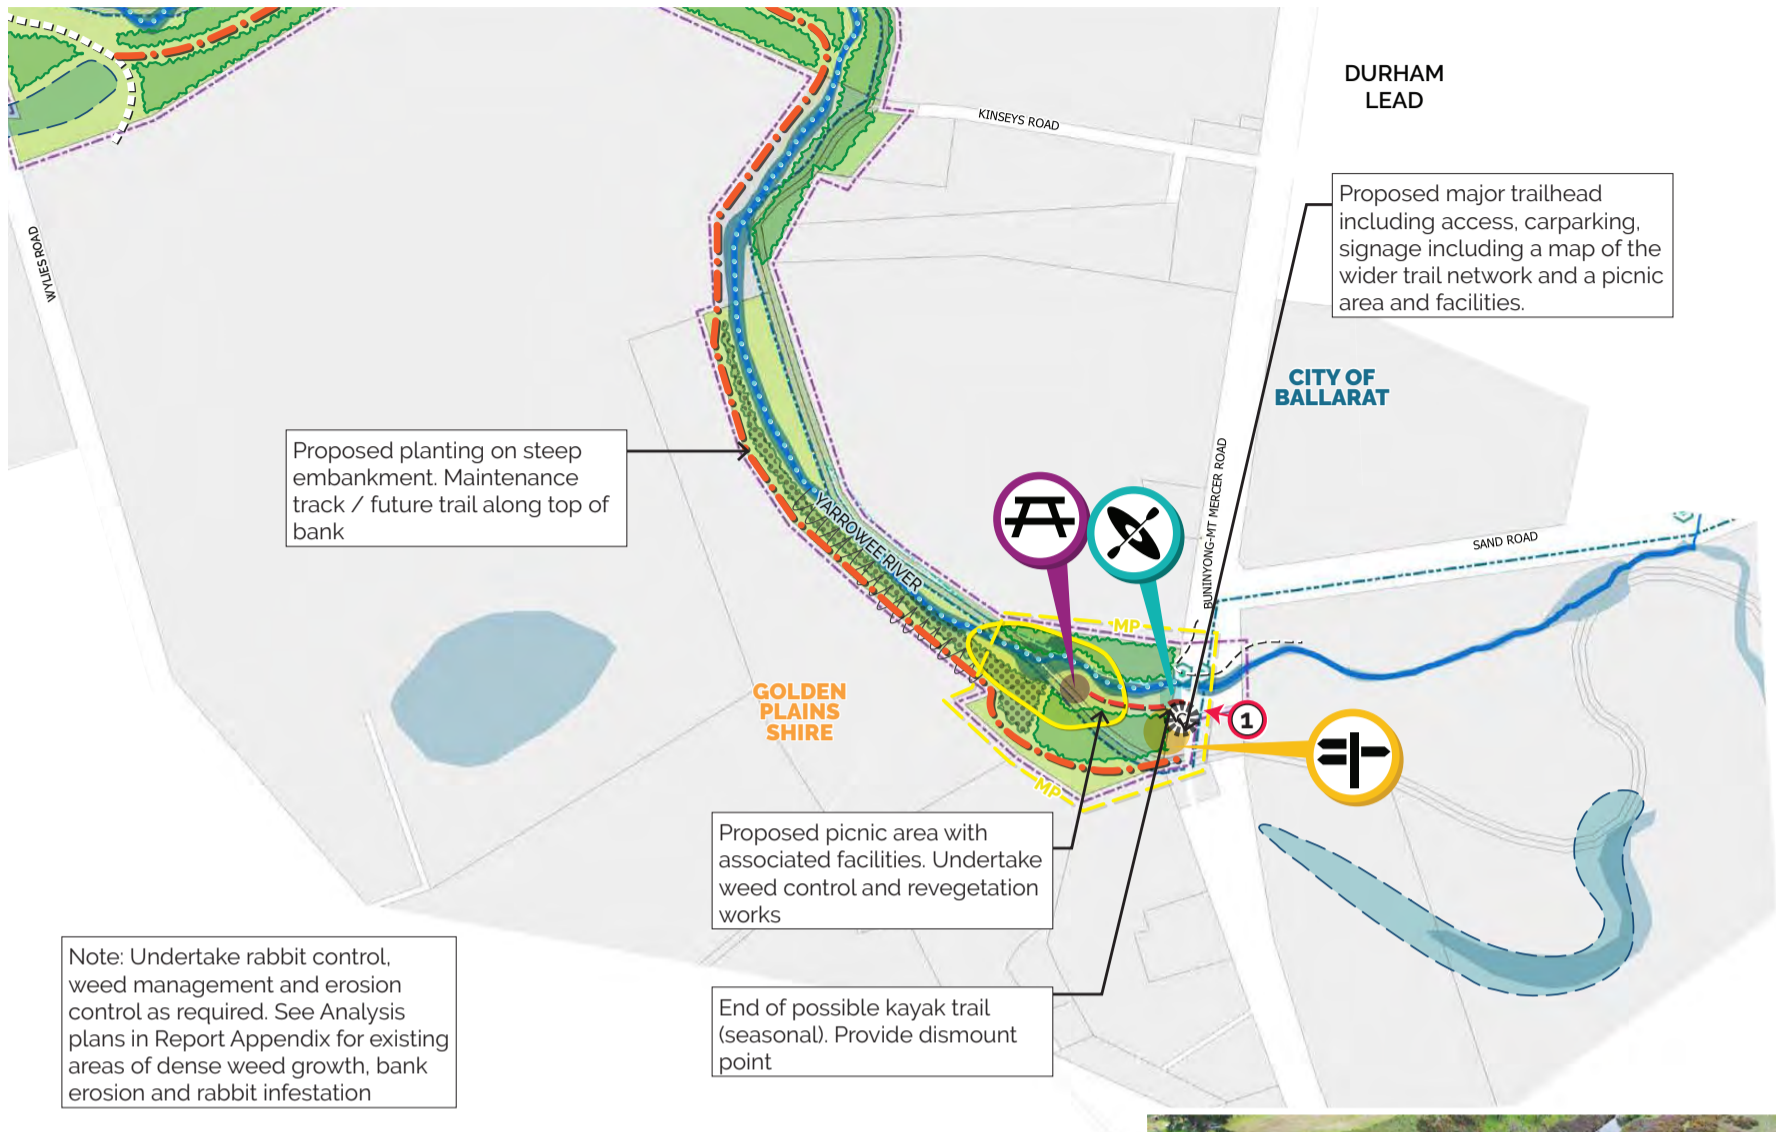 DURHAM
LEAD
KINSEYS ROAD
Proposed major trailhead
including access, carparking,
signage including a map of the
wider trail network and a picnic
area and facilities.
WYLIES ROAD
CITY OF
BALLARAT
Proposed planting on steep
embankment. Maintenance
track / future trail along top of
bank
BUNINYONG-MT MERCER ROAD
YARROWEE RIVER
SAND ROAD
MP
GOLDEN
PLAINS
SHIRE
1
MP
Proposed picnic area with
associated facilities. Undertake
weed control and revegetation
works
Note: Undertake rabbit control,
weed management and erosion
control as required. See Analysis
plans in Report Appendix for existing
areas of dense weed growth, bank
erosion and rabbit infestation
End of possible kayak trail
(seasonal). Provide dismount
point